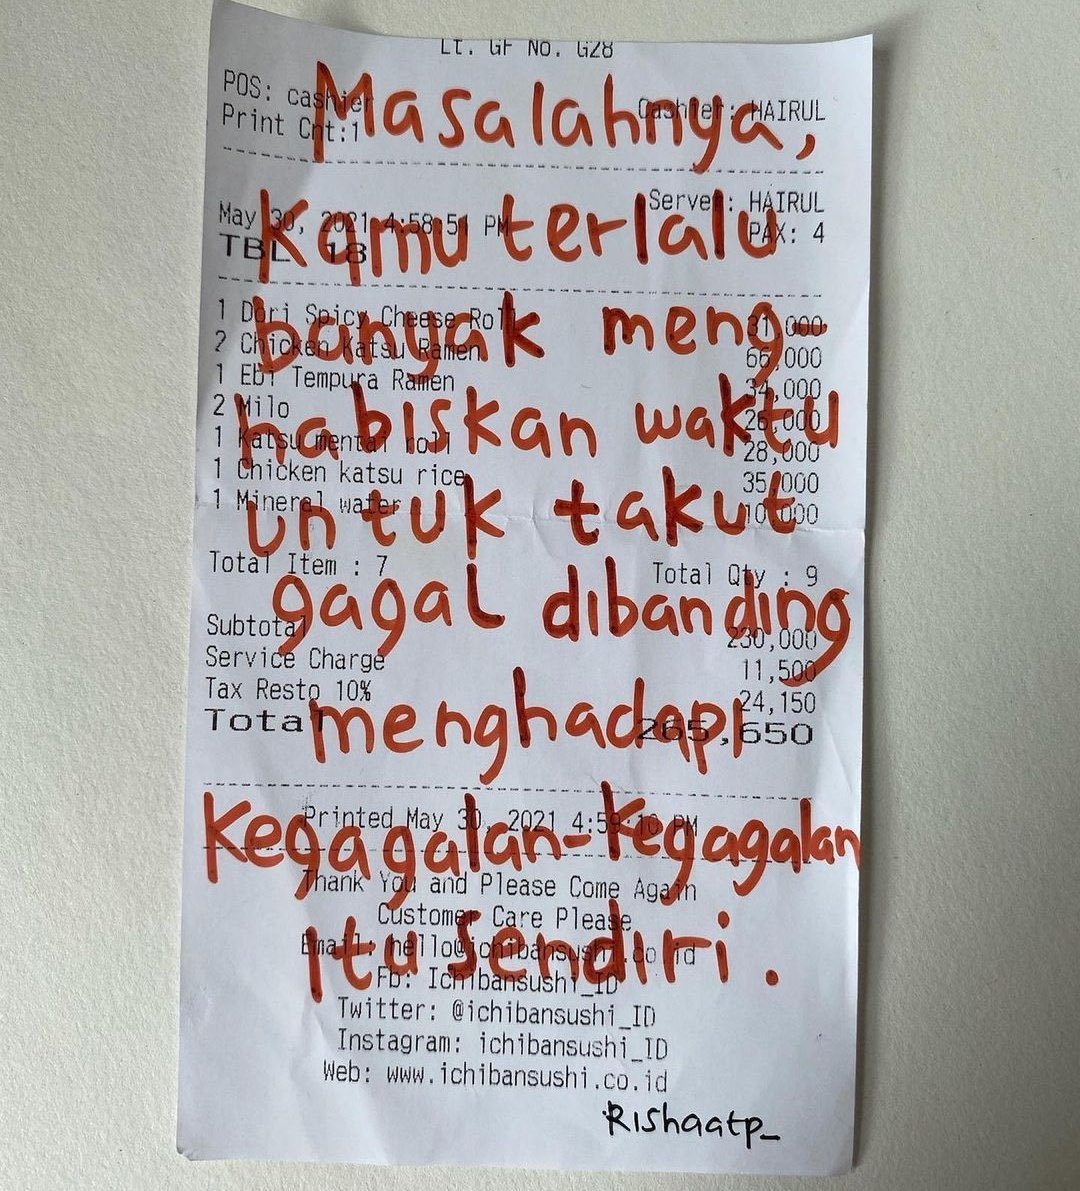 Lt. GF No. G28
POS: cashier Cashier: HAIRUL
Print Cnt:1
Server: HAIRUL
May 30, 2021 4:58:51 PM PAX: 4
TBL 18
1 Dori Spicy Cheese Roll 31,000
2 Chicken Katsu Ramen 66,000
1 Ebi Tempura Ramen 34,000
2 Milo 26,000
1 Katsu mentai roll 28,000
1 Chicken katsu rice 35,000
1 Mineral water 10,000
Total Item : 7 Total Qty : 9
Subtotal 230,000
Service Charge 11,500
Tax Resto 10% 24,150
Total 265,650
Printed May 30, 2021 4:59:10 PM
Thank You and Please Come Again
Customer Care Please
Email: hello@ichibansushi.co.id
Fb: Ichibansushi_ID
Twitter: @ichibansushi_ID
Instagram: ichibansushi_ID
Web: www.ichibansushi.co.id
Masalahnya,
kamu terlalu
banyak meng-
habiskan waktu
untuk takut
gagal dibanding
menghadapi
kegagalan-kegagalan
itu sendiri.
Rishaatp_